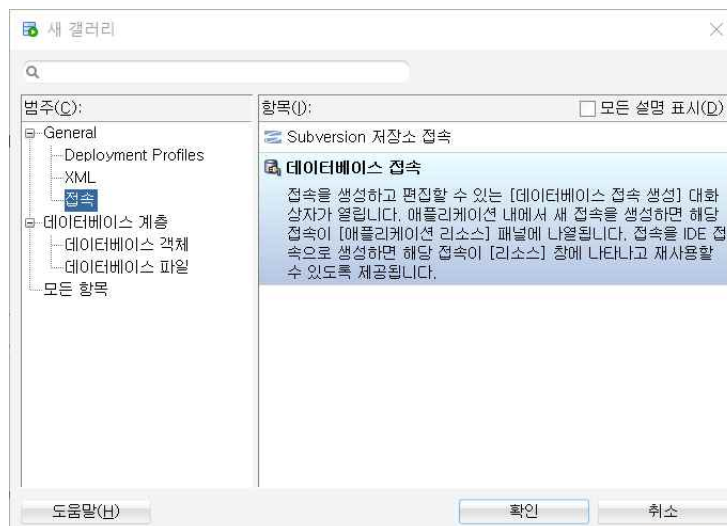 새 갤러리
범주(C):
General
Deployment Profiles
XML
접속
데이터베이스 계층
데이터베이스 객체
데이터베이스 파일
모든 항목
항목(I):
모든 설명 표시(D)
Subversion 저장소 접속
데이터베이스 접속
접속을 생성하고 편집할 수 있는 [데이터베이스 접속 생성] 대화
상자가 열립니다. 애플리케이션 내에서 새 접속을 생성하면 해당
접속이 [애플리케이션 리소스] 패널에 나열됩니다. 접속을 IDE 접
속으로 생성하면 해당 접속이 [리소스] 창에 나타나고 재사용할
수 있도록 제공됩니다.
도움말(H)
확인
취소